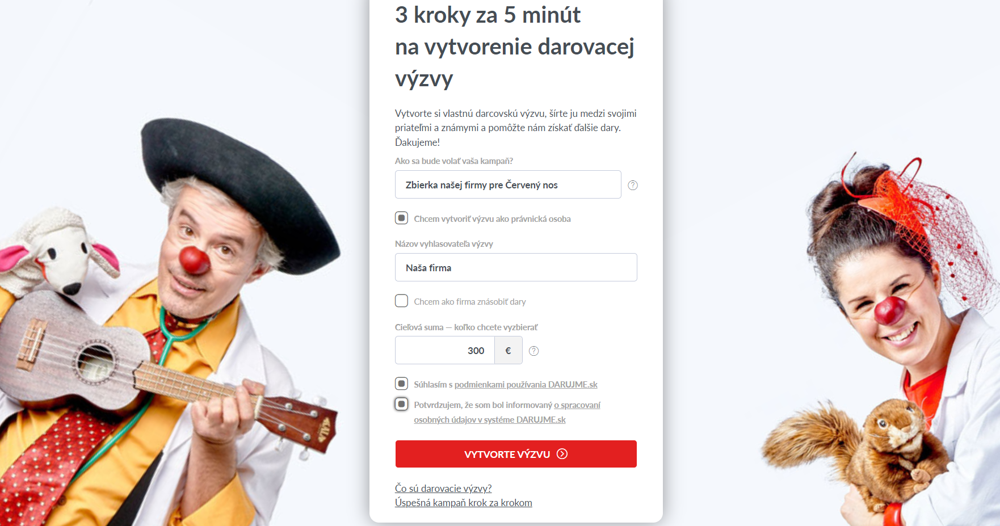 3 kroky za 5 minút
na vytvorenie darovacej
výzvy
Vytvorte si vlastnú darcovskú výzvu, šírte ju medzi svojimi
priateľmi a známymi a pomôžte nám získať ďalšie dary.
Ďakujeme!
Ako sa bude volať vaša kampaň?
Zbierka našej firmy pre Červený nos
?
Chcem vytvoriť výzvu ako právnická osoba
Názov vyhlasovateľa výzvy
Naša firma
Chcem ako firma znásobiť dary
Cieľová suma — koľko chcete vyzbierať
300 €
?
Súhlasím s podmienkami používania DARUJME.sk
Potvrdzujem, že som bol informovaný o spracovaní
osobných údajov v systéme DARUJME.sk
VYTVORTE VÝZVU
Čo sú darovacie výzvy?
Úspešná kampaň krok za krokom